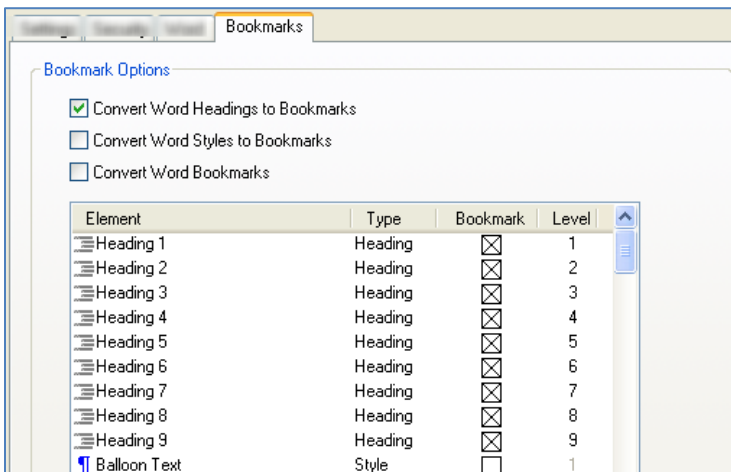 Bookmarks
Bookmark Options
Convert Word Headings to Bookmarks
Convert Word Styles to Bookmarks
Convert Word Bookmarks
Element Type Bookmark Level
Heading 1 Heading 1
Heading 2 Heading 2
Heading 3 Heading 3
Heading 4 Heading 4
Heading 5 Heading 5
Heading 6 Heading 6
Heading 7 Heading 7
Heading 8 Heading 8
Heading 9 Heading 9
¶ Balloon Text Style 1